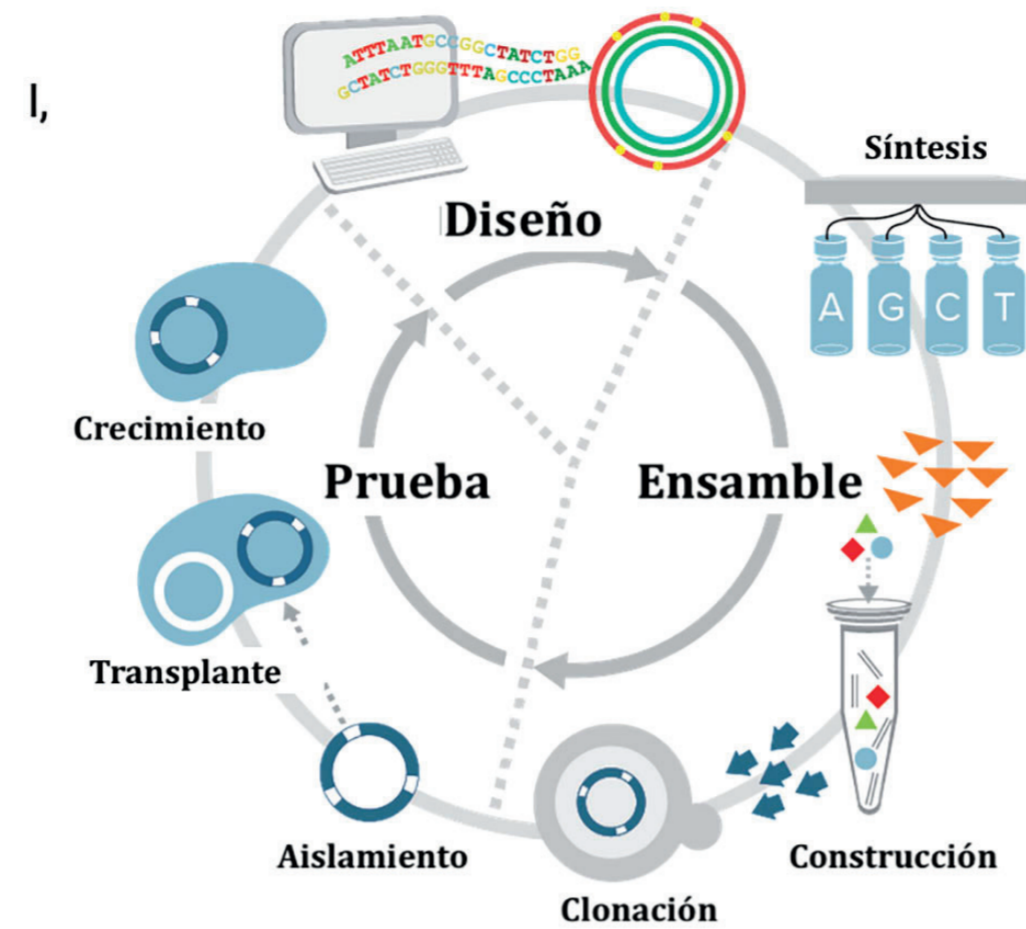 I,
ATTTAATGCCGGCTATCTGG
GCTATCTGGGTTTAGCCCTAAA
Síntesis
Diseño
A G C T
Crecimiento
Prueba
Ensamble
Transplante
Aislamiento
Construcción
Clonación